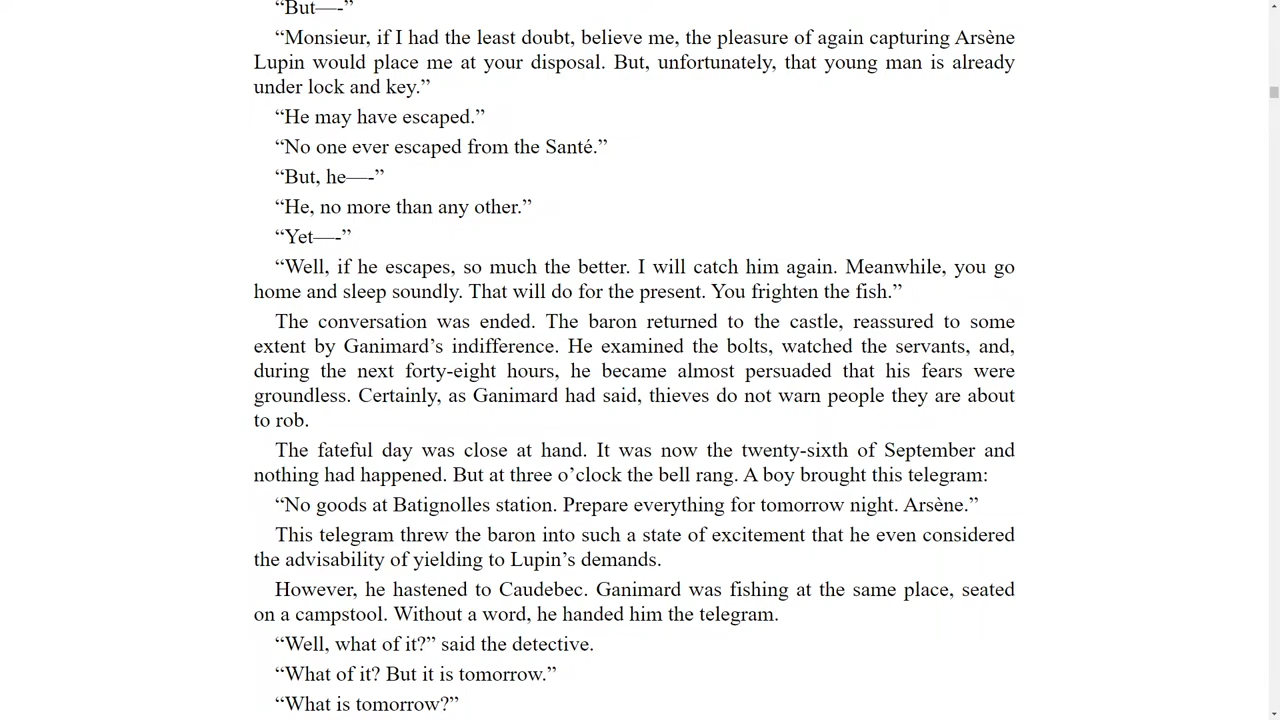 “But—-”
“Monsieur, if I had the least doubt, believe me, the pleasure of again capturing Arsène
Lupin would place me at your disposal. But, unfortunately, that young man is already
under lock and key.”
“He may have escaped.”
“No one ever escaped from the Santé.”
“But, he—-”
“He, no more than any other.”
“Yet—-”
“Well, if he escapes, so much the better. I will catch him again. Meanwhile, you go
home and sleep soundly. That will do for the present. You frighten the fish.”
The conversation was ended. The baron returned to the castle, reassured to some
extent by Ganimard’s indifference. He examined the bolts, watched the servants, and,
during the next forty-eight hours, he became almost persuaded that his fears were
groundless. Certainly, as Ganimard had said, thieves do not warn people they are about
to rob.
The fateful day was close at hand. It was now the twenty-sixth of September and
nothing had happened. But at three o’clock the bell rang. A boy brought this telegram:
“No goods at Batignolles station. Prepare everything for tomorrow night. Arsène.”
This telegram threw the baron into such a state of excitement that he even considered
the advisability of yielding to Lupin’s demands.
However, he hastened to Caudebec. Ganimard was fishing at the same place, seated
on a campstool. Without a word, he handed him the telegram.
“Well, what of it?” said the detective.
“What of it? But it is tomorrow.”
“What is tomorrow?”